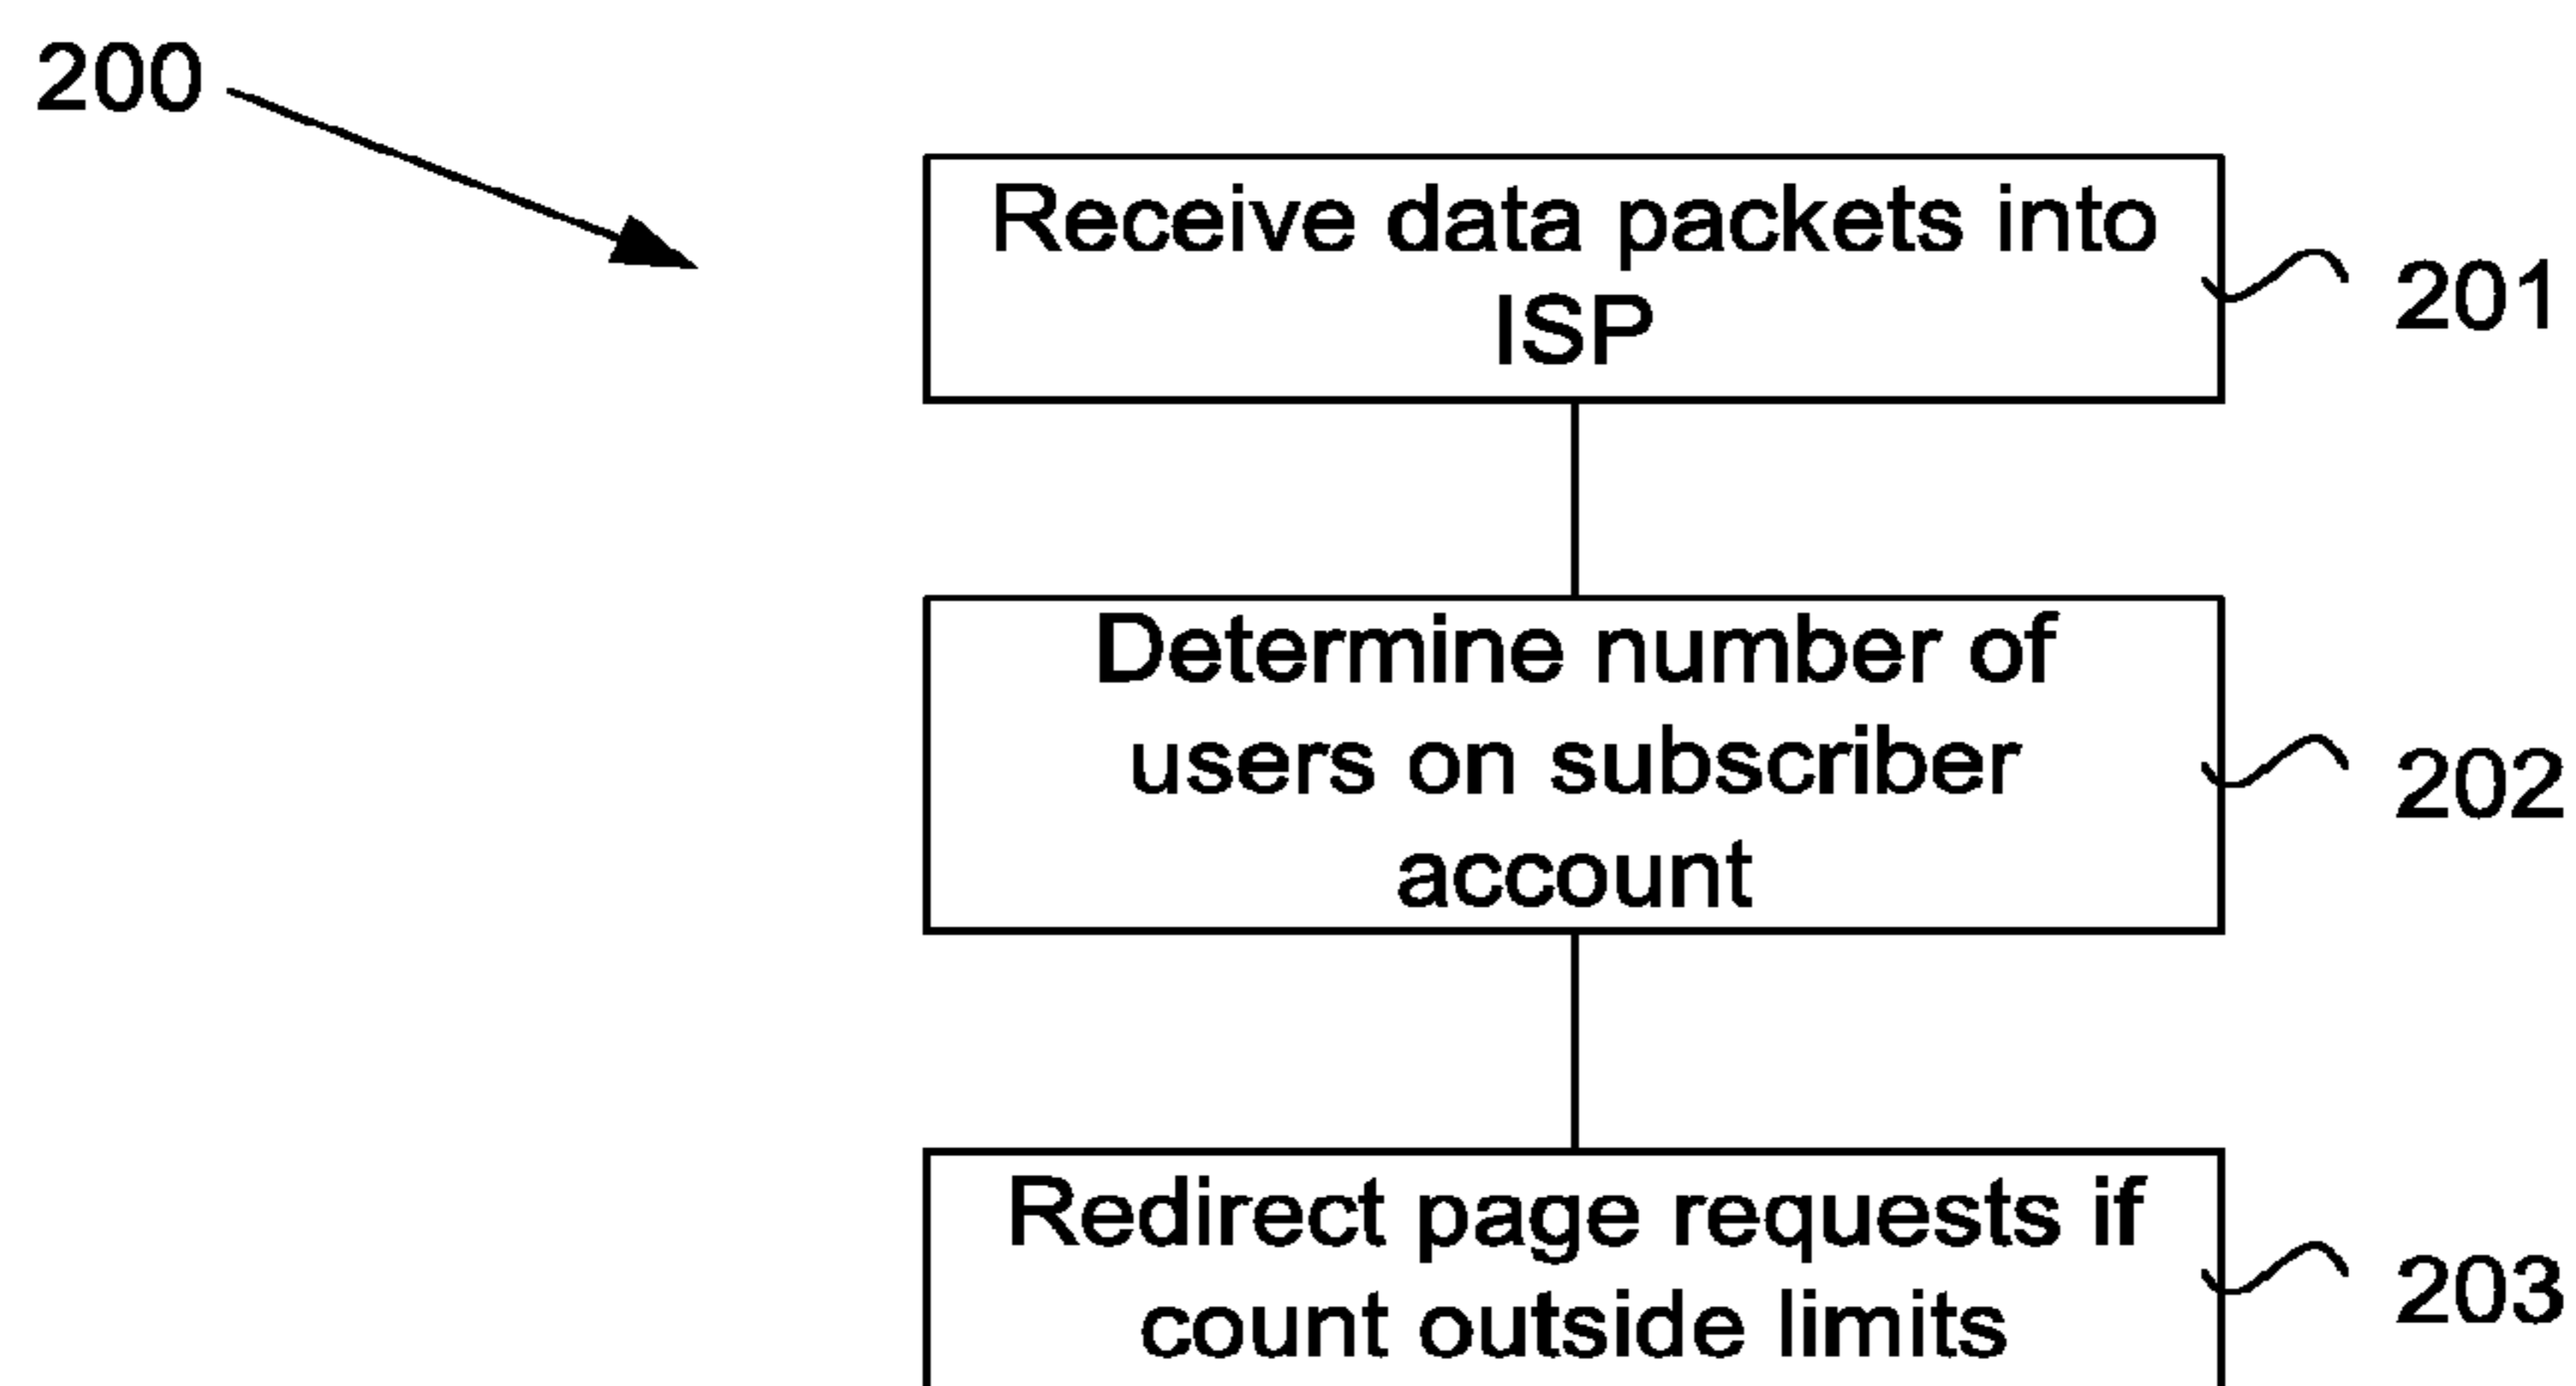 200
Receive data packets into
ISP
201
Determine number of
users on subscriber
account
202
Redirect page requests if
count outside limits
203